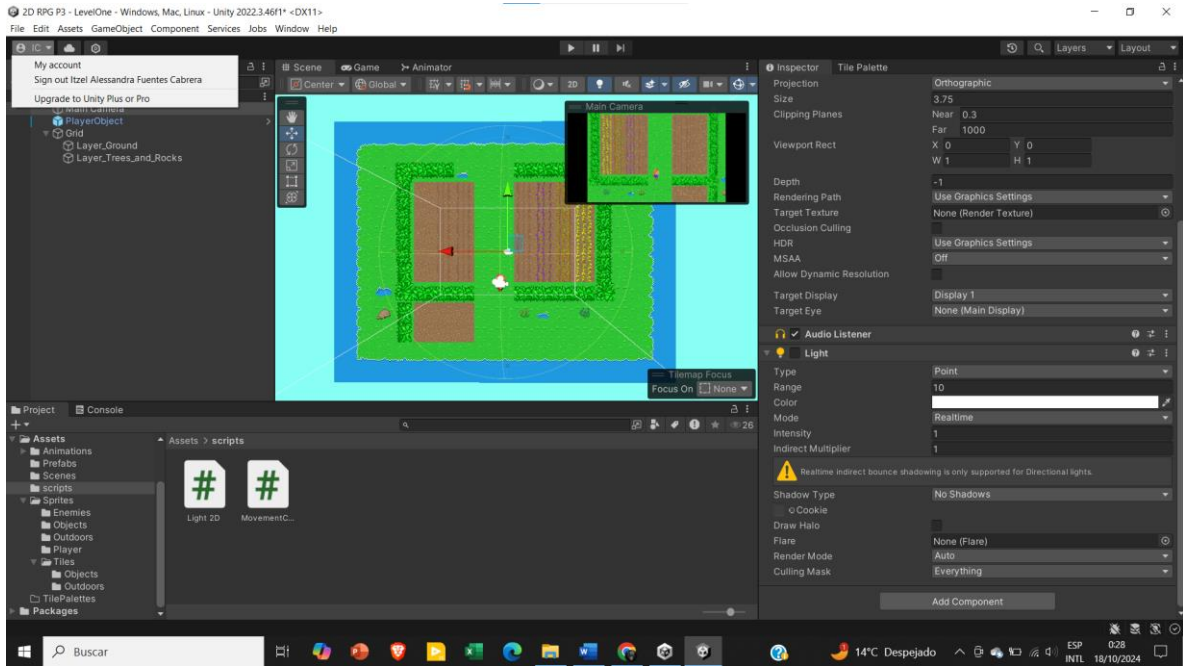 2D RPG P3 - LevelOne - Windows, Mac, Linux - Unity 2022.3.46f1* <DX11>
File Edit Assets GameObject Component Services Jobs Window Help
IC
Layers
Layout
My account
Sign out Itzel Alessandra Fuentes Cabrera
Upgrade to Unity Plus or Pro
Main Camera
PlayerObject
Grid
Layer_Ground
Layer_Trees_and_Rocks
Scene
Game
Animator
Center
Global
2D
Main Camera
Tilemap Focus
Focus On
None
Inspector
Tile Palette
Projection Orthographic
Size 3.75
Clipping Planes Near 0.3
Far 1000
Viewport Rect X 0 Y 0
W 1 H 1
Depth -1
Rendering Path Use Graphics Settings
Target Texture None (Render Texture)
Occlusion Culling
HDR Use Graphics Settings
MSAA Off
Allow Dynamic Resolution
Target Display Display 1
Target Eye None (Main Display)
Audio Listener
Light
Type Point
Range 10
Color
Mode Realtime
Intensity 1
Indirect Multiplier 1
Realtime indirect bounce shadowing is only supported for Directional lights.
Shadow Type No Shadows
Cookie
Draw Halo
Flare None (Flare)
Render Mode Auto
Culling Mask Everything
Add Component
Project
Console
26
Assets
Animations
Prefabs
Scenes
scripts
Sprites
Enemies
Objects
Outdoors
Player
Tiles
Objects
Outdoors
TilePalettes
Packages
Assets > scripts
Light 2D
MovementC...
Buscar
14°C Despejado
ESP
INTL
0:28
18/10/2024